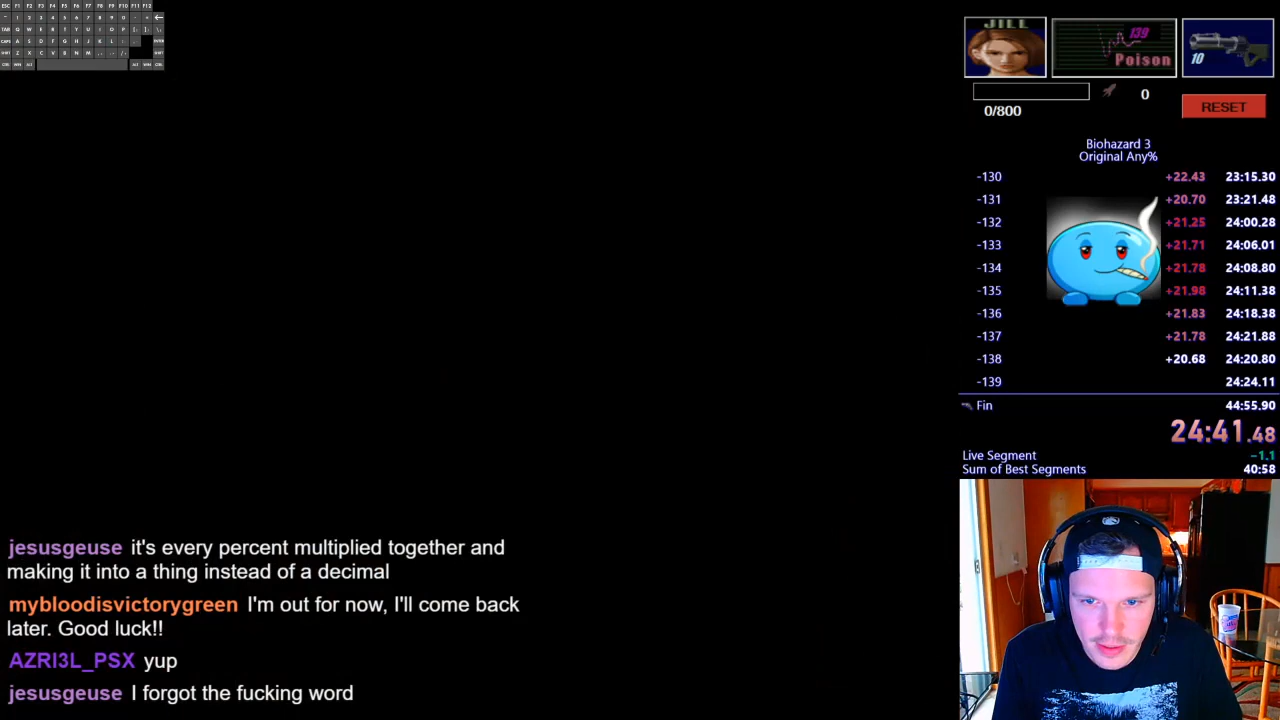 JILL
139
Poison
10
0
0/800
RESET
Biohazard 3
Original Any%
-130 +22.43 23:15.30
-131 +20.70 23:21.48
-132 +21.25 24:00.28
-133 +21.71 24:06.01
-134 +21.78 24:08.80
-135 +21.98 24:11.38
-136 +21.83 24:18.38
-137 +21.78 24:21.88
-138 +20.68 24:20.80
-139 24:24.11
Fin 44:55.90
24:41.48
Live Segment -1.1
Sum of Best Segments 40:58
jesusgeuse it's every percent multiplied together and
making it into a thing instead of a decimal
mybloodisvictorygreen I'm out for now, I'll come back
later. Good luck!!
AZRI3L_PSX yup
jesusgeuse I forgot the fucking word